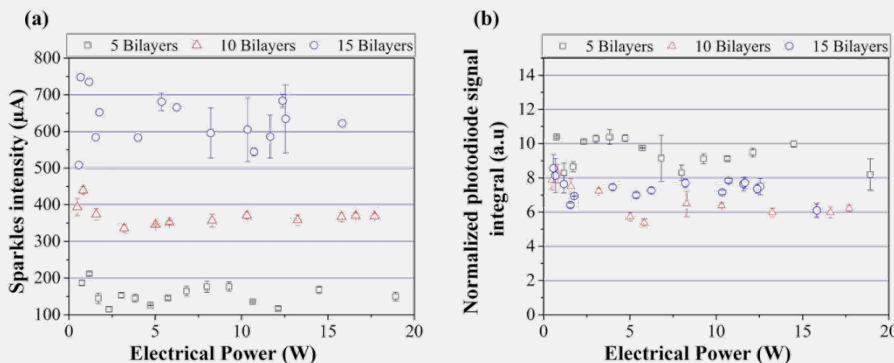 (a)
5 Bilayers 10 Bilayers 15 Bilayers
Sparkles intensity (µA)
800
700
600
500
400
300
200
100
0 5 10 15 20
Electrical Power (W)
(b)
5 Bilayers 10 Bilayers 15 Bilayers
Normalized photodiode signal
integral (a.u)
14
12
10
8
6
4
2
0
0 5 10 15 20
Electrical Power (W)